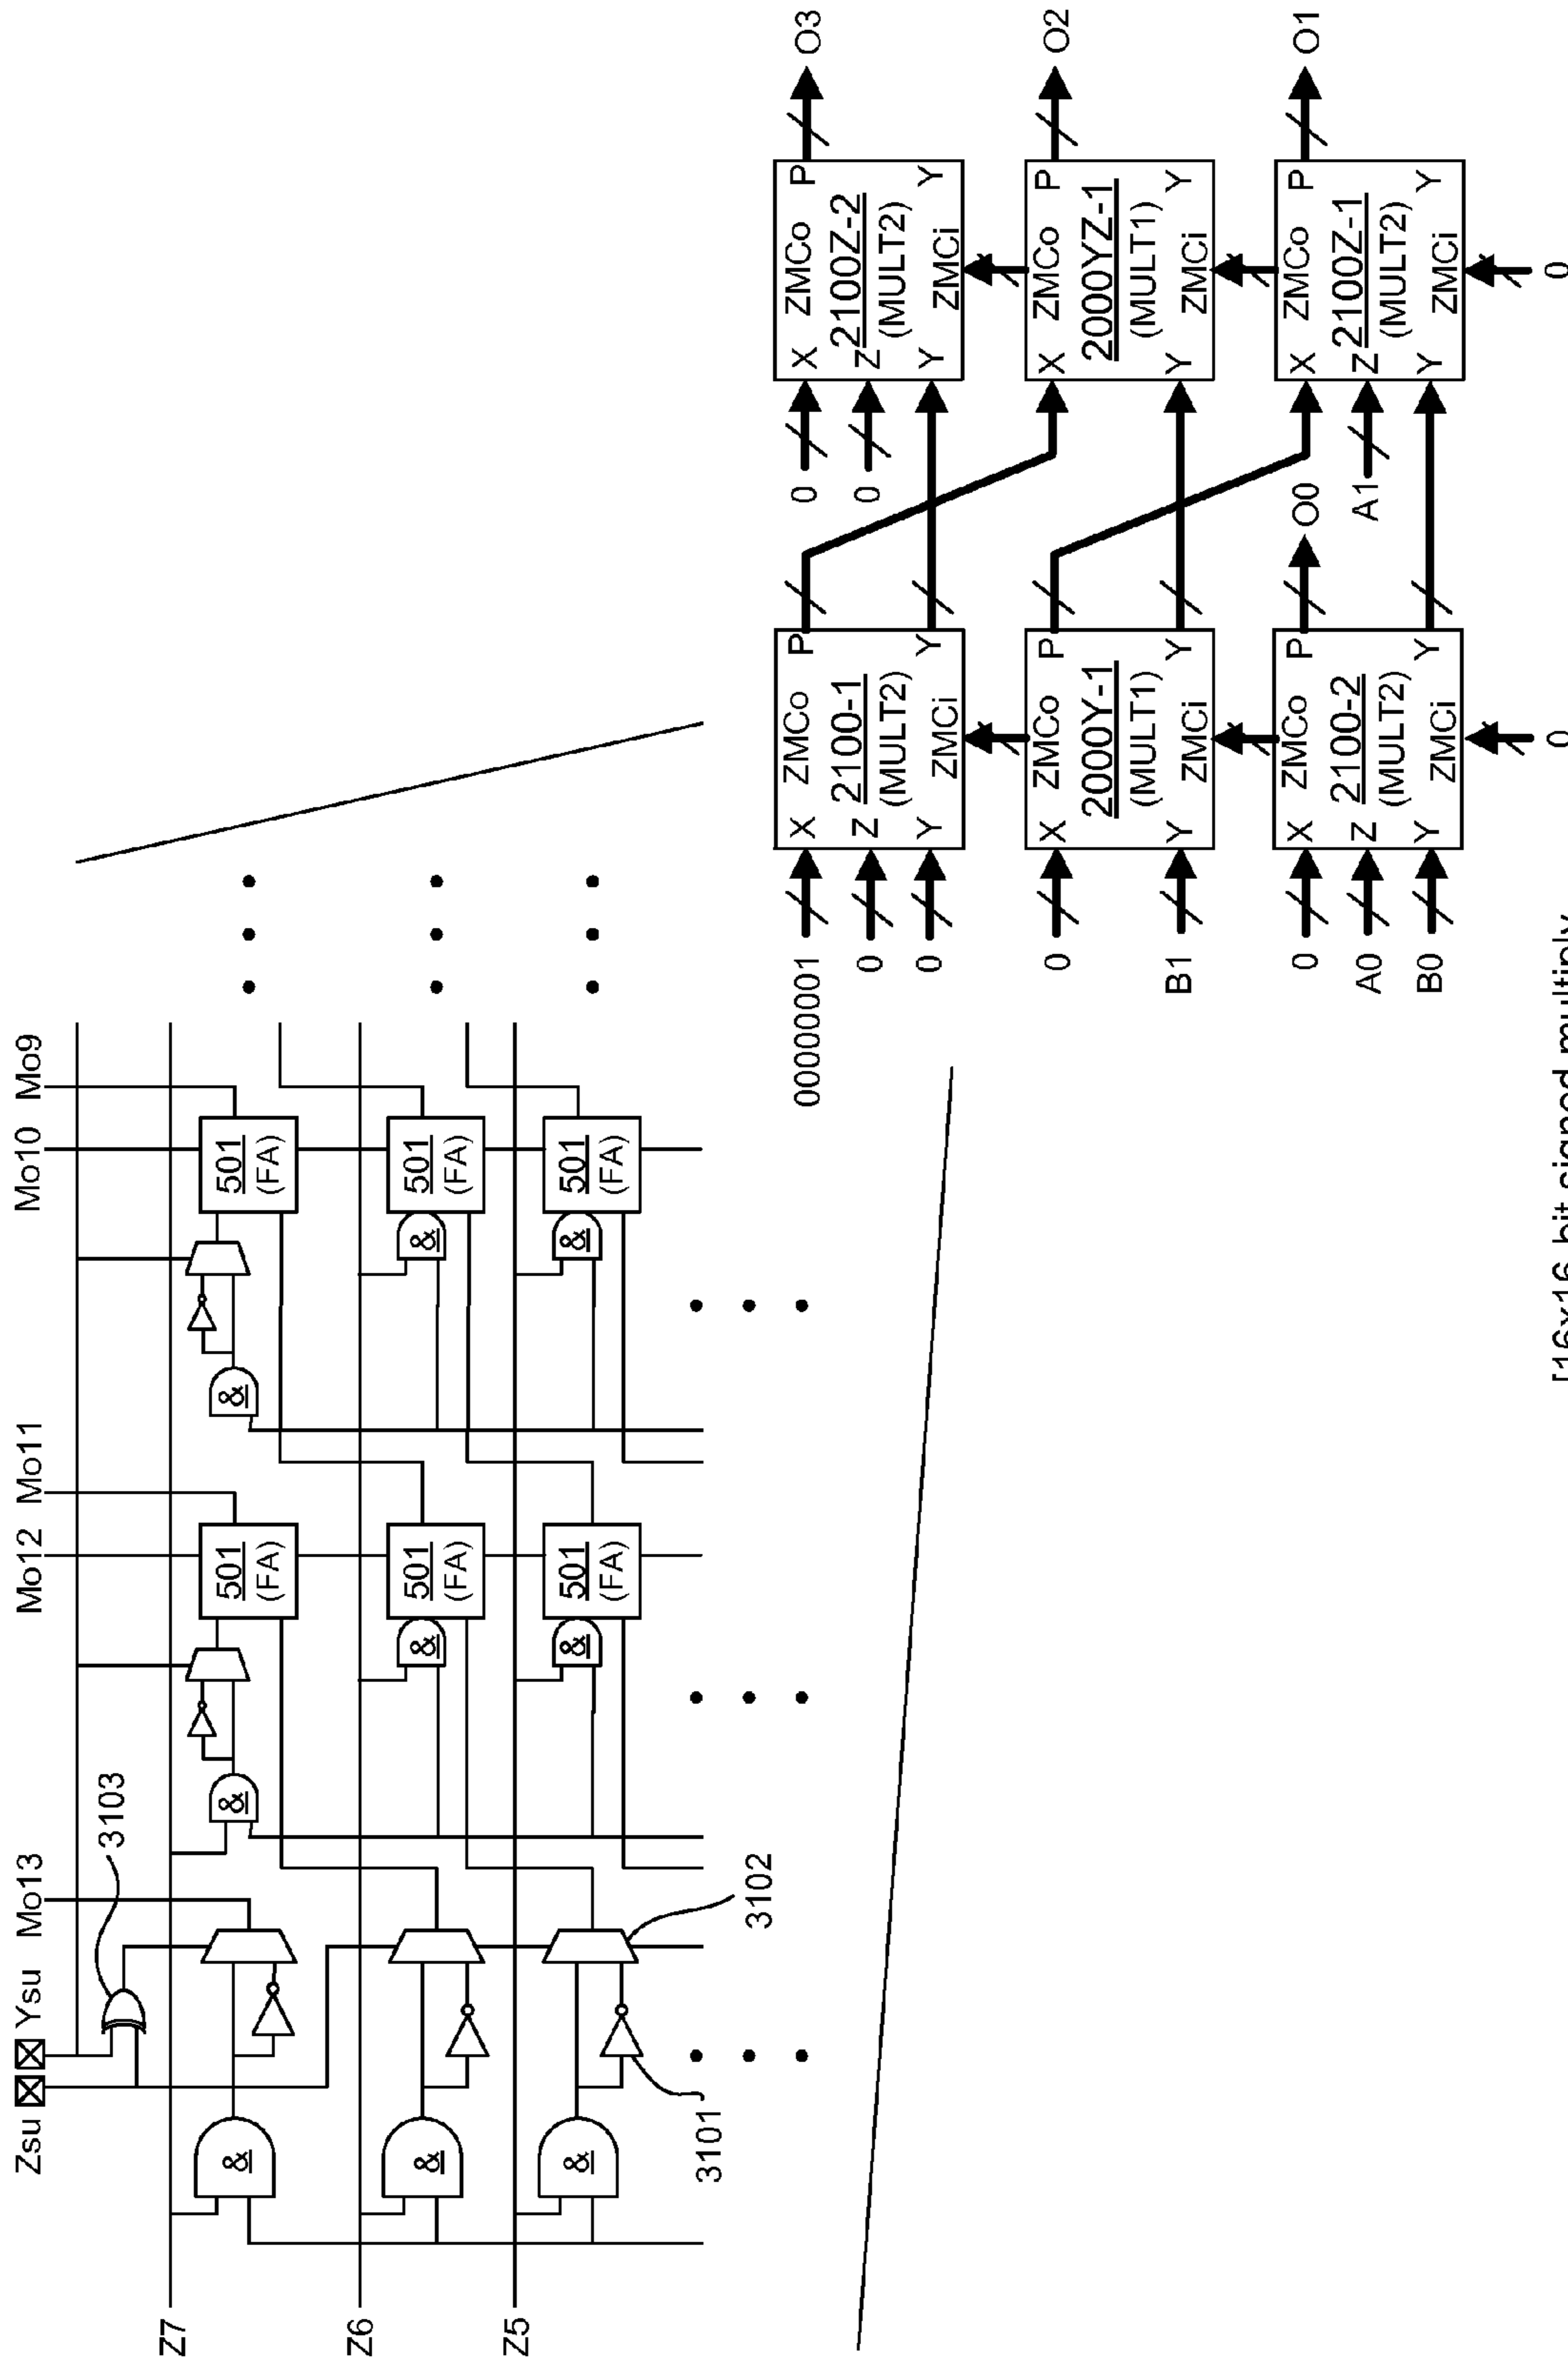 Zsu Ysu Mo13 Mo12 Mo11 Mo10 Mo9
3103
Z7 & & 501 (FA) & 501 (FA)
Z6 & & 501 (FA) & 501 (FA)
Z5 & & 501 (FA) & 501 (FA)
3101
3102
00000001
0
0
X ZMCo P
Z 2100-1
(MULT2)
Y ZMCi Y
0
0
X ZMCo P
Z 2100Z-2
(MULT2)
Y ZMCi Y
O3
0
B1
X ZMCo P
2000Y-1
(MULT1)
Y ZMCi Y
X ZMCo P
2000YZ-1
(MULT1)
Y ZMCi Y
O2
0
A0
B0
X ZMCo P
Z 2100-2
(MULT2)
Y ZMCi Y
O0
A1
X ZMCo P
Z 2100Z-1
(MULT2)
Y ZMCi Y
O1
0
0
[16x16 bit signed multiply